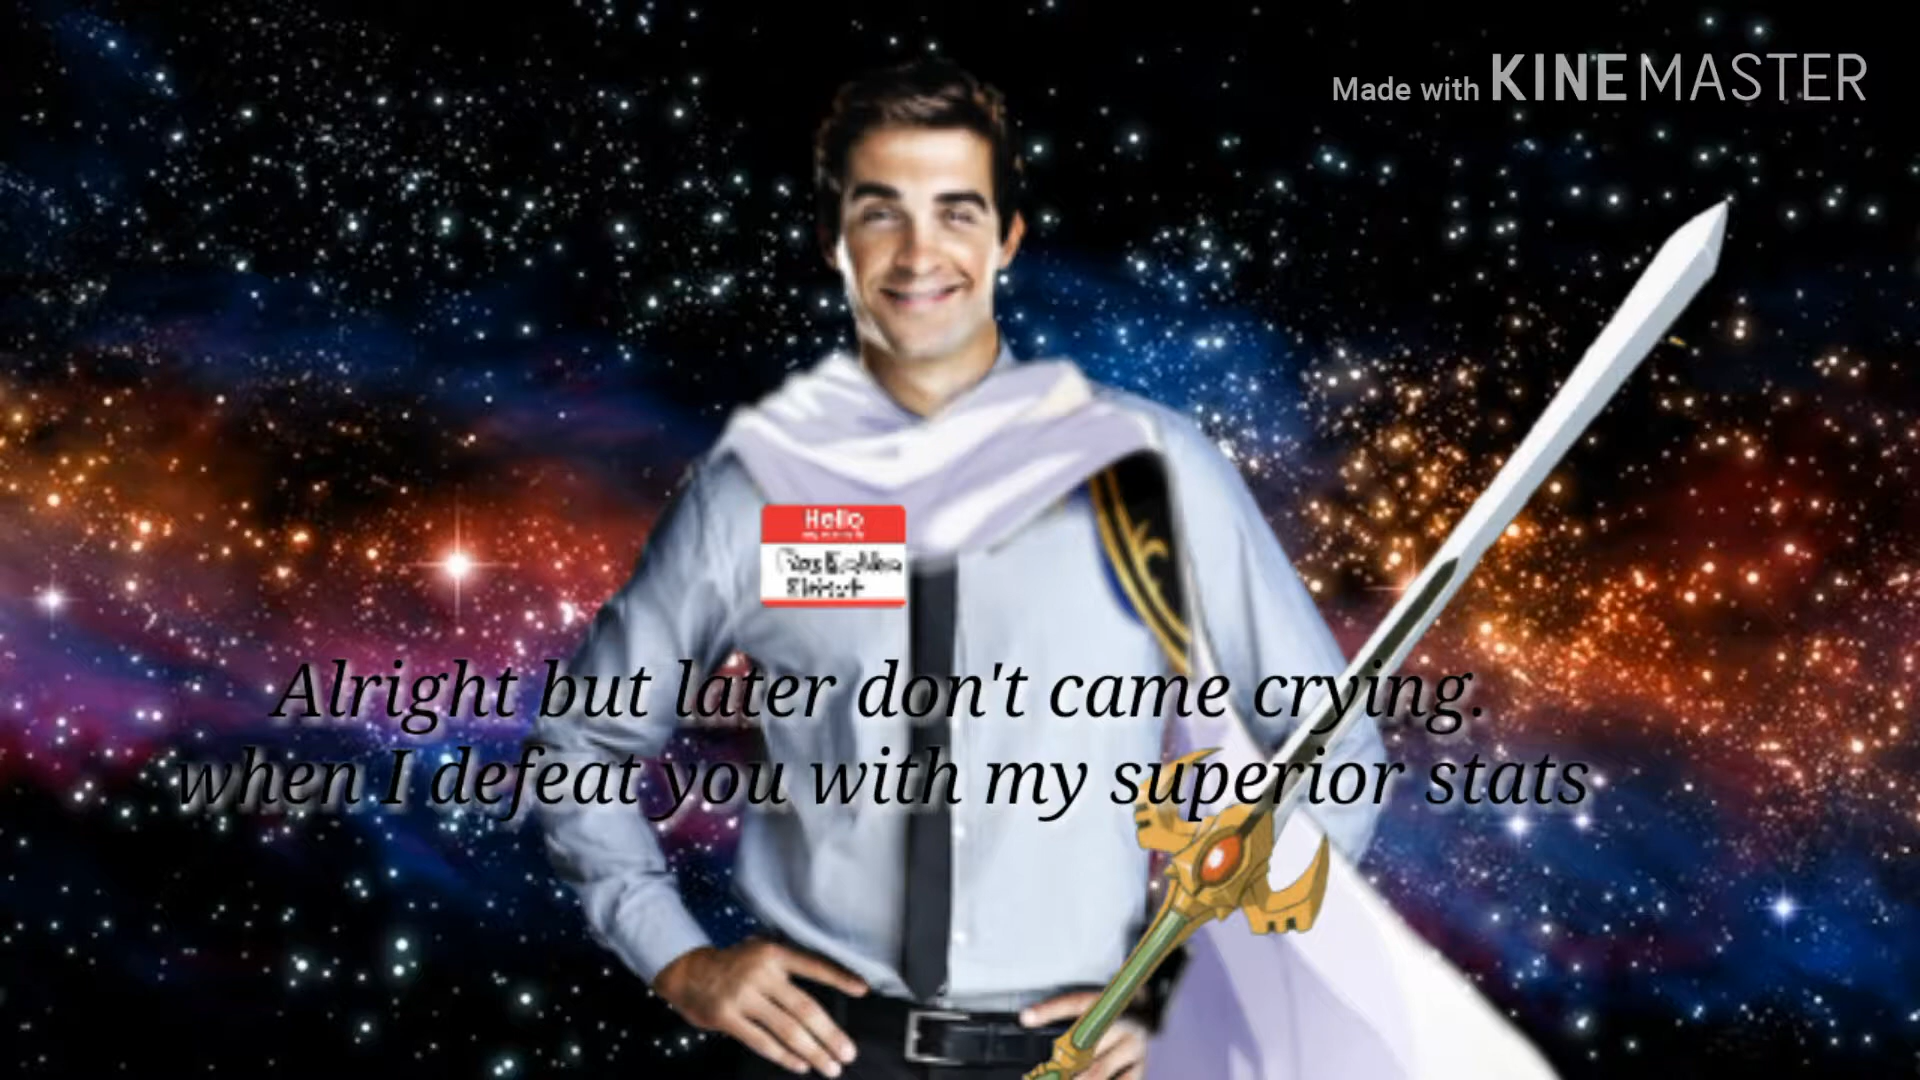 Made with KINEMASTER
Hello
Alright but later don't came crying.
when I defeat you with my superior stats